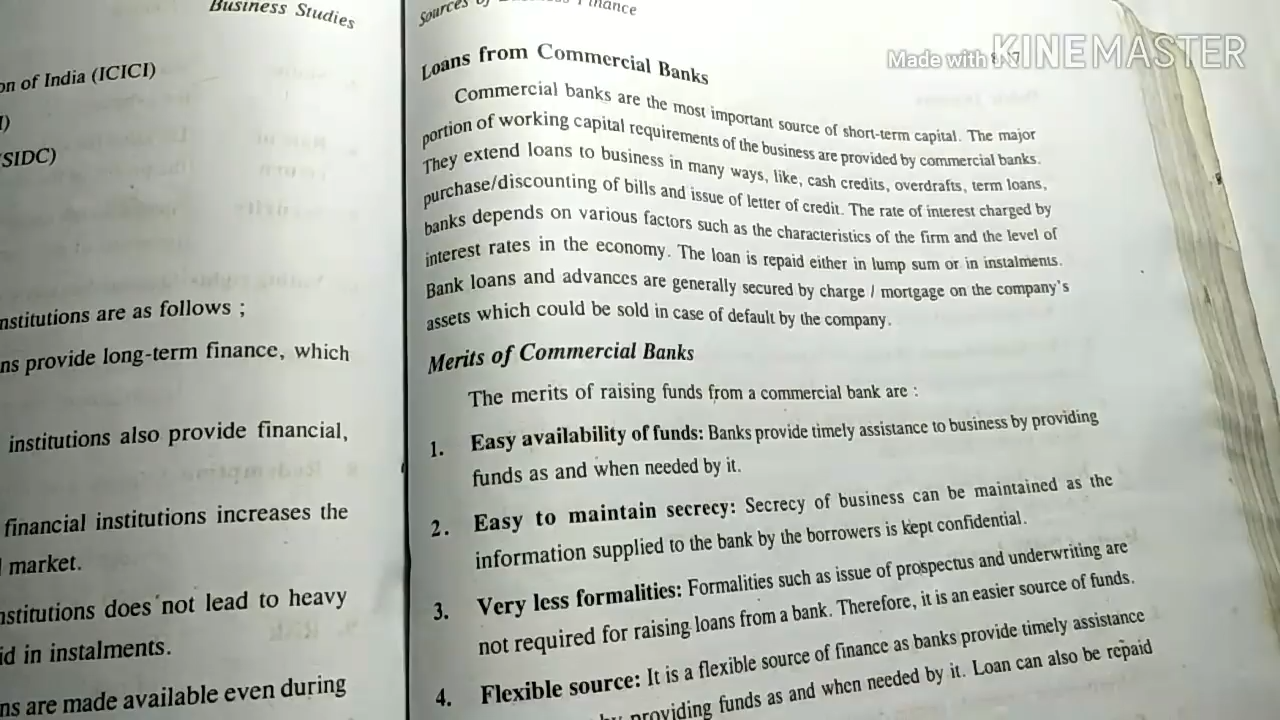 Business Studies
on of India (ICICI)
SIDC)
nstitutions are as follows ;
ns provide long-term finance, which
institutions also provide financial,
financial institutions increases the
market.
nstitutions does not lead to heavy
id in instalments.
ns are made available even during
Sources
Made with KINEMASTER
Loans from Commercial Banks
Commercial banks are the most important source of short-term capital. The major
portion of working capital requirements of the business are provided by commercial banks.
They extend loans to business in many ways, like, cash credits, overdrafts, term loans,
purchase/discounting of bills and issue of letter of credit. The rate of interest charged by
banks depends on various factors such as the characteristics of the firm and the level of
interest rates in the economy. The loan is repaid either in lump sum or in instalments.
Bank loans and advances are generally secured by charge / mortgage on the company's
assets which could be sold in case of default by the company.
Merits of Commercial Banks
The merits of raising funds from a commercial bank are :
1. Easy availability of funds: Banks provide timely assistance to business by providing
funds as and when needed by it.
2. Easy to maintain secrecy: Secrecy of business can be maintained as the
information supplied to the bank by the borrowers is kept confidential.
3. Very less formalities: Formalities such as issue of prospectus and underwriting are
not required for raising loans from a bank. Therefore, it is an easier source of funds.
4. Flexible source: It is a flexible source of finance as banks provide timely assistance
by providing funds as and when needed by it. Loan can also be repaid